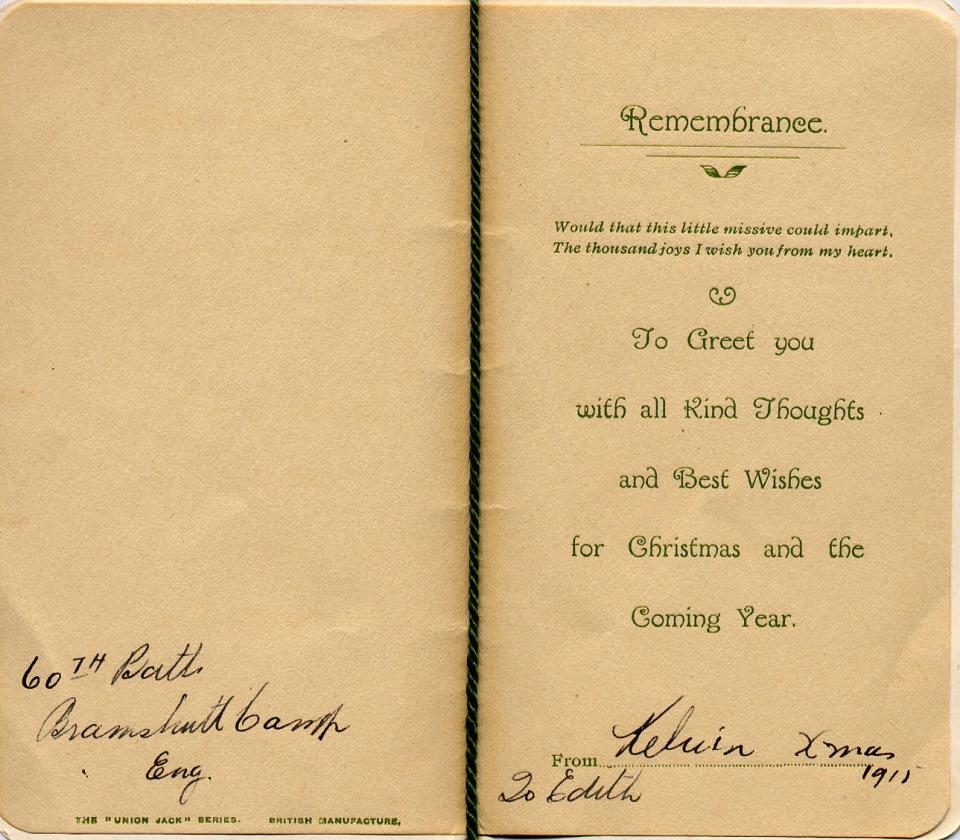 60TH Batt.
Bramshutt Camp
Eng.
THE "UNION JACK" SERIES. BRITISH MANUFACTURE,
Remembrance.
Would that this little missive could impart,
The thousand joys I wish you from my heart.
To Greet you
with all Kind Thoughts
and Best Wishes
for Christmas and the
Coming Year.
From Kelvin Xmas
1915
To Edith